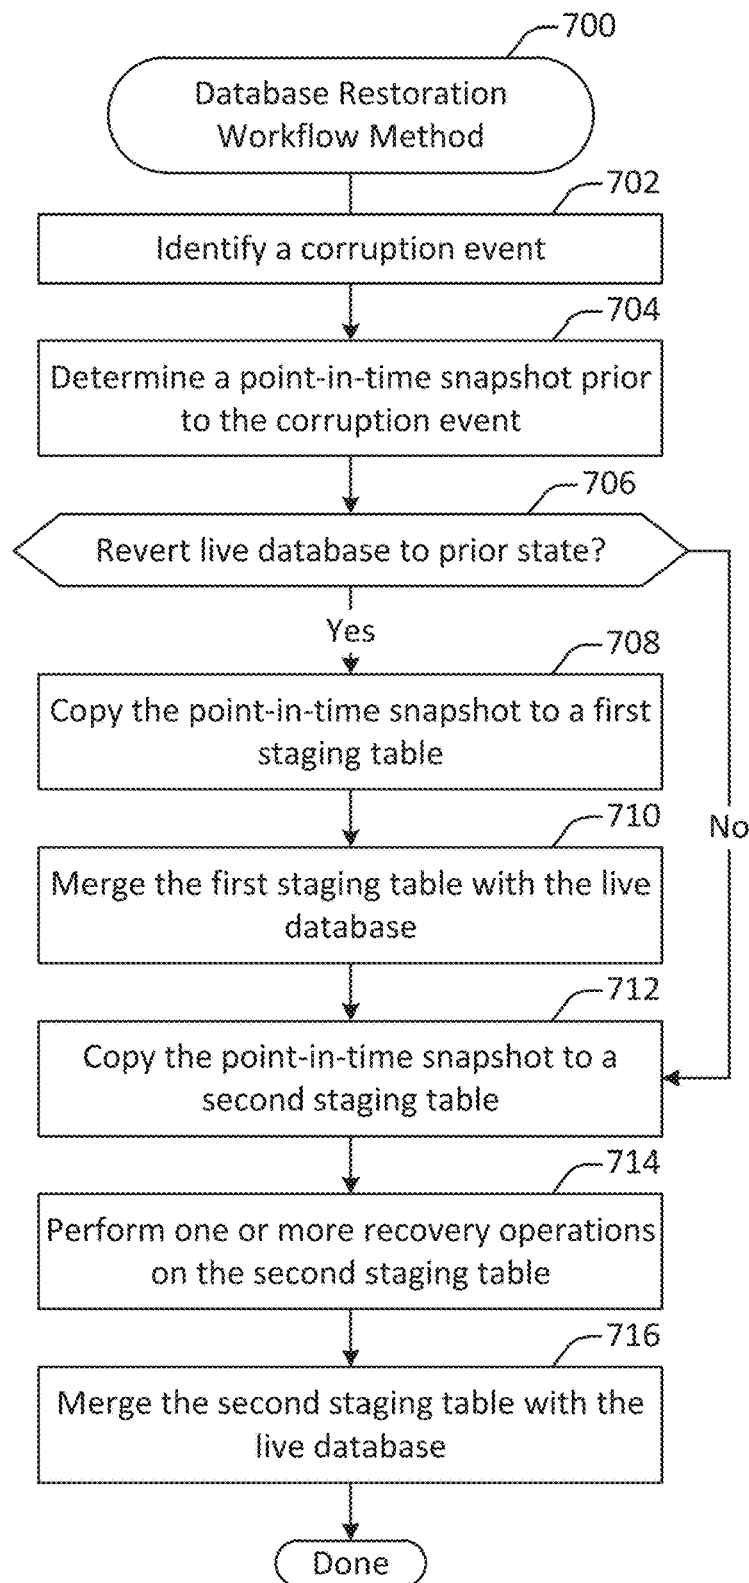 700
Database Restoration
Workflow Method
702
Identify a corruption event
704
Determine a point-in-time snapshot prior
to the corruption event
706
Revert live database to prior state?
Yes
708
Copy the point-in-time snapshot to a first
staging table
710
Merge the first staging table with the live
database
No
712
Copy the point-in-time snapshot to a
second staging table
714
Perform one or more recovery operations
on the second staging table
716
Merge the second staging table with the
live database
Done